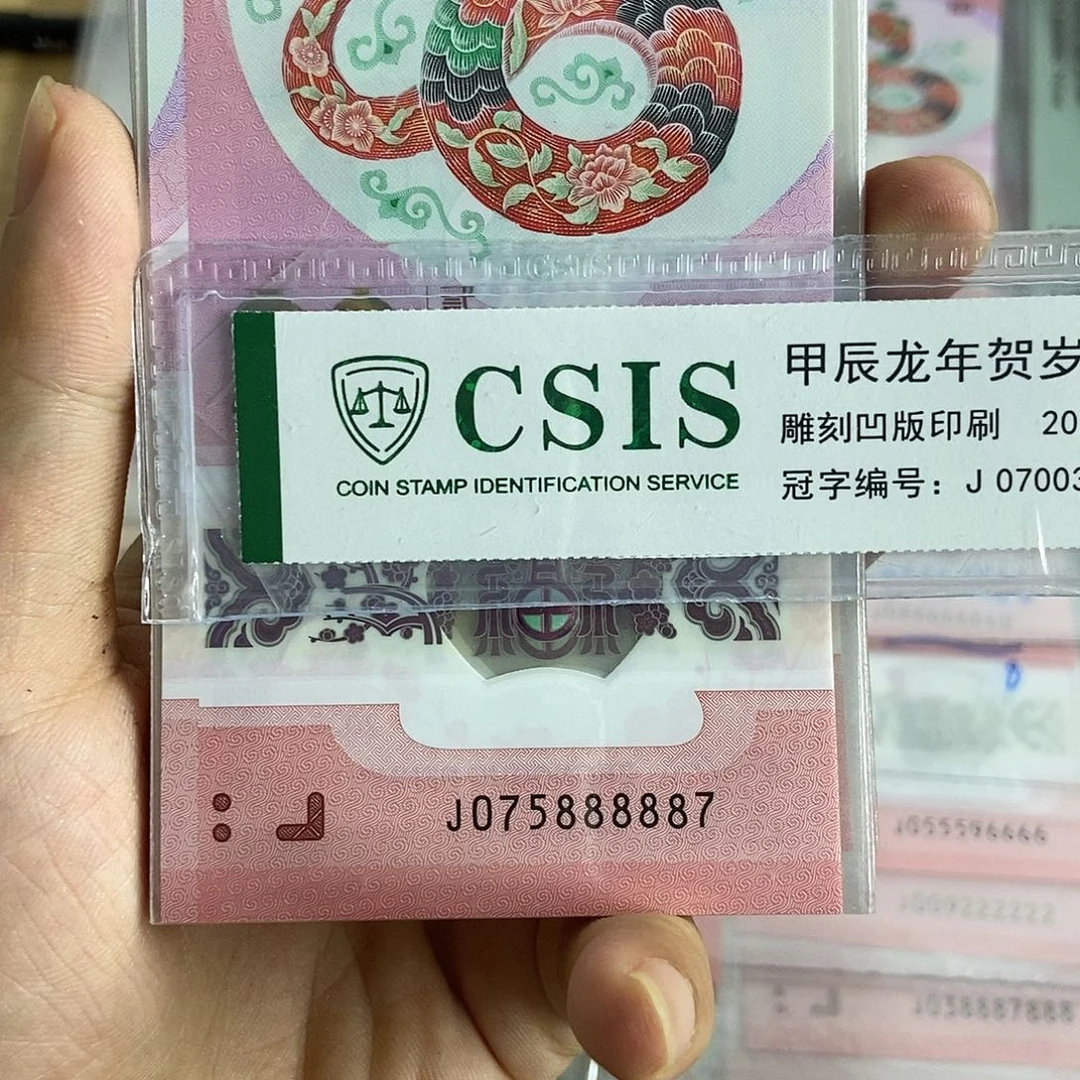 CSIS
CSIS
COIN STAMP IDENTIFICATION SERVICE
甲辰龙年贺岁
雕刻凹版印刷 20
冠字编号：J 07003
J075888887
J055596666
J009222222
J038887888